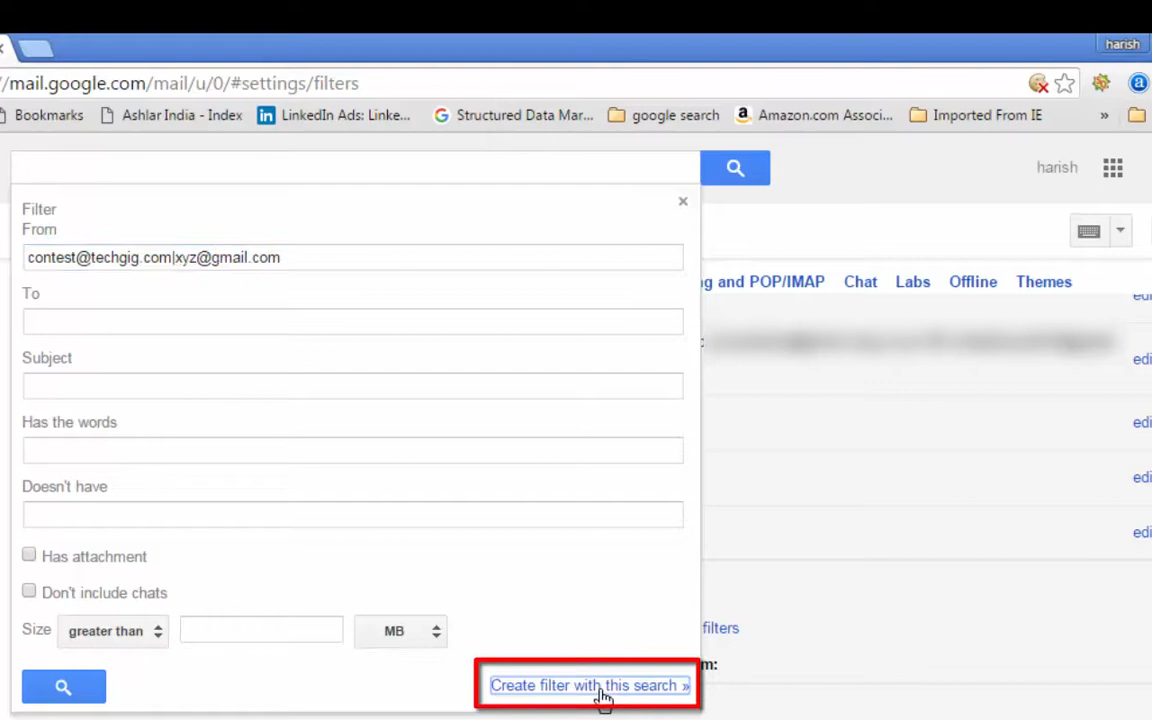 harish
//mail.google.com/mail/u/0/#settings/filters
Bookmarks Ashlar India - Index LinkedIn Ads: Linke... Structured Data Mar... google search Amazon.com Associ... Imported From IE »
harish
Filter
From
contest@techgig.com|xyz@gmail.com
To
ng and POP/IMAP Chat Labs Offline Themes
edi
Subject
edi
Has the words
edi
Doesn't have
edi
edi
Has attachment
Don't include chats
Size greater than MB
filters
m:
Create filter with this search »